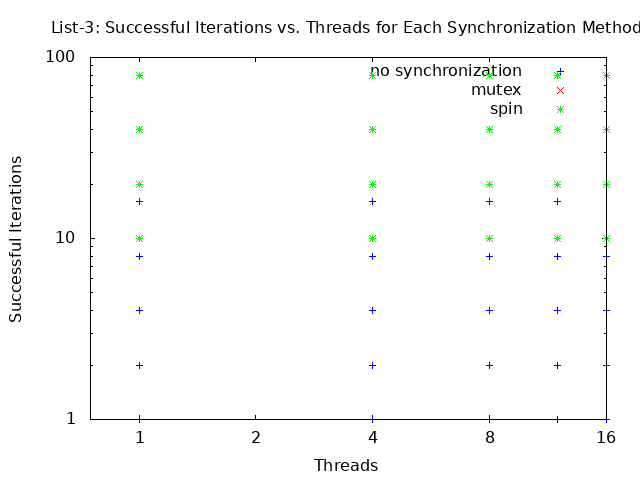 List-3: Successful Iterations vs. Threads for Each Synchronization Method
100
10
1
Successful Iterations
no synchronization
mutex
spin
1 2 4 8 16
Threads